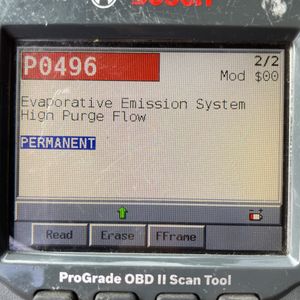 BOSCH
P0496
2/2
Mod $00
Evaporative Emission System
High Purge Flow
PERMANENT
Read Erase FFrame
ProGrade OBD II Scan Tool